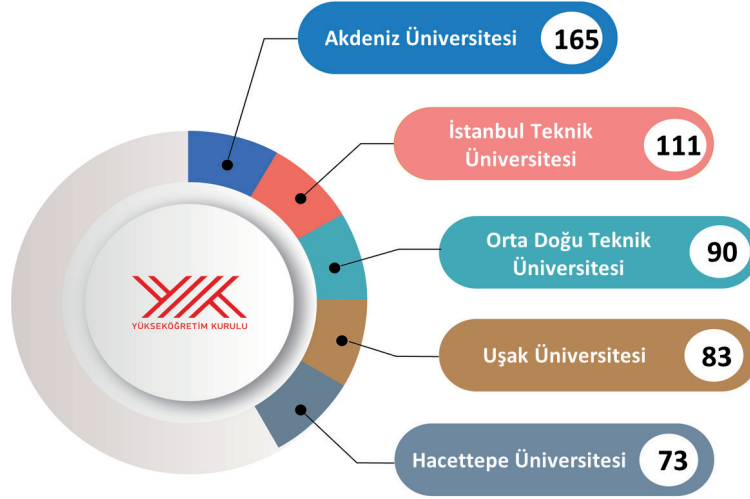 Akdeniz Üniversitesi 165
İstanbul Teknik
Üniversitesi 111
Orta Doğu Teknik
Üniversitesi 90
Uşak Üniversitesi 83
Hacettepe Üniversitesi 73
YÜKSEKÖĞRETİM KURULU